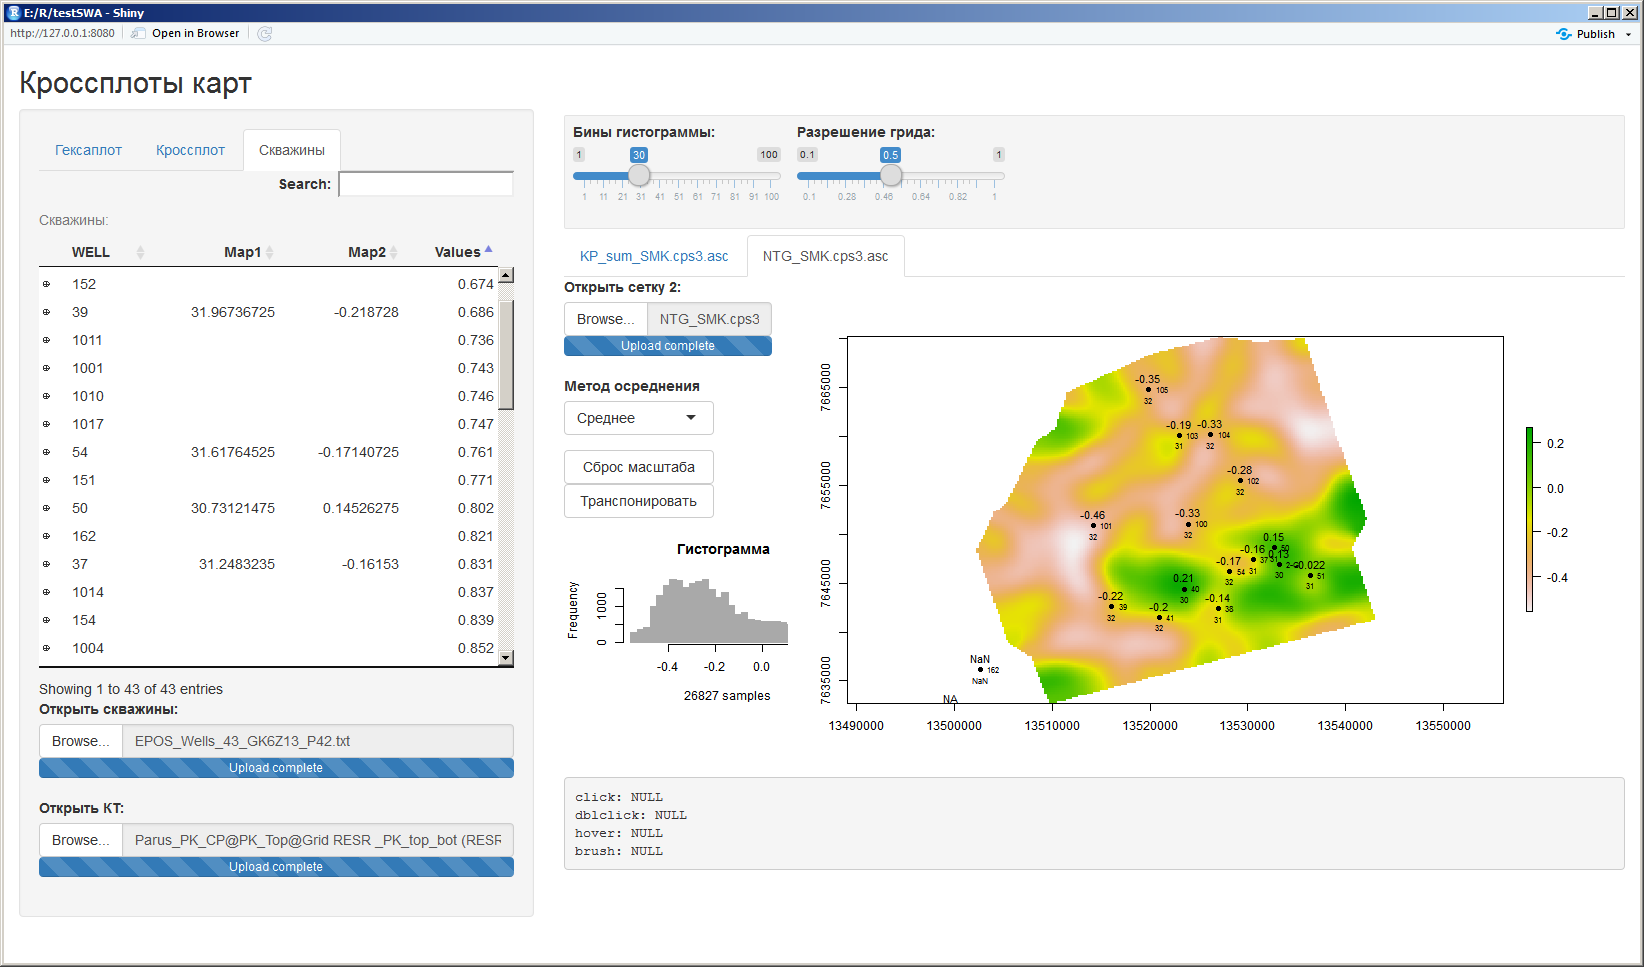 E:/R/testSWA - Shiny
http://127.0.0.1:8080 Open in Browser Publish
Кроссплоты карт
Гексаплот Кроссплот Скважины
Search:
Скважины:
WELL Map1 Map2 Values
152 0.674
39 31.96736725 -0.218728 0.686
1011 0.736
1001 0.743
1010 0.746
1017 0.747
54 31.61764525 -0.17140725 0.761
151 0.771
50 30.73121475 0.14526275 0.802
162 0.821
37 31.2483235 -0.16153 0.831
1014 0.837
154 0.839
1004 0.852
Showing 1 to 43 of 43 entries
Открыть скважины:
Browse... EPOS_Wells_43_GK6Z13_P42.txt
Upload complete
Открыть КТ:
Browse... Parus_PK_CP@PK_Top@Grid RESR _PK_top_bot (RESR
Upload complete
Бины гистограммы: Разрешение грида:
1 30 100 0.1 0.5 1
1 11 21 31 41 51 61 71 81 91 100 0.1 0.28 0.46 0.64 0.82 1
KP_sum_SMK.cps3.asc NTG_SMK.cps3.asc
Открыть сетку 2:
Browse... NTG_SMK.cps3
Upload complete
Метод осреднения
Среднее
Сброс масштаба
Транспонировать
Гистограмма
Frequency
0 1000
-0.4 -0.2 0.0
26827 samples
7635000 7645000 7655000 7665000
-0.35
105
32
-0.19 -0.33
103 104
31 32
-0.28
102
32
-0.46 -0.33
101 100
32 32
0.15
50
-0.16 0.13
37 31
31 30
-0.17 -0.022
54 51
32 31
0.21
40
30
-0.22 -0.2 -0.14
39 41 38
32 32 31
NaN
162
NaN
NA
13490000 13500000 13510000 13520000 13530000 13540000 13550000
0.2
0.0
-0.2
-0.4
click: NULL
dblclick: NULL
hover: NULL
brush: NULL